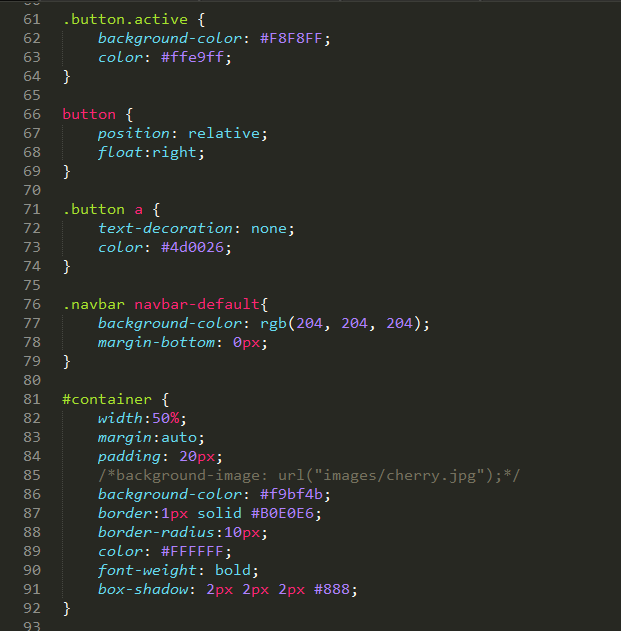 61 .button.active {
62     background-color: #F8F8FF;
63     color: #ffe9ff;
64 }
65
66 button {
67     position: relative;
68     float:right;
69 }
70
71 .button a {
72     text-decoration: none;
73     color: #4d0026;
74 }
75
76 .navbar navbar-default{
77     background-color: rgb(204, 204, 204);
78     margin-bottom: 0px;
79 }
80
81 #container {
82     width:50%;
83     margin:auto;
84     padding: 20px;
85     /*background-image: url("images/cherry.jpg");*/
86     background-color: #f9bf4b;
87     border:1px solid #B0E0E6;
88     border-radius:10px;
89     color: #FFFFFF;
90     font-weight: bold;
91     box-shadow: 2px 2px 2px #888;
92 }
93